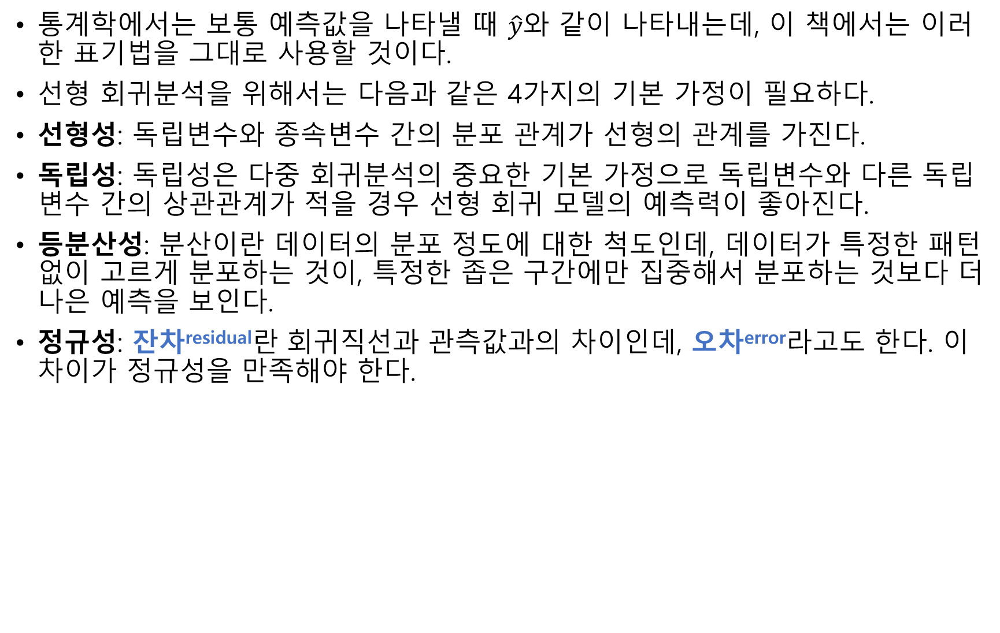 • 통계학에서는 보통 예측값을 나타낼 때 ŷ와 같이 나타내는데, 이 책에서는 이러
한 표기법을 그대로 사용할 것이다.
• 선형 회귀분석을 위해서는 다음과 같은 4가지의 기본 가정이 필요하다.
• 선형성: 독립변수와 종속변수 간의 분포 관계가 선형의 관계를 가진다.
• 독립성: 독립성은 다중 회귀분석의 중요한 기본 가정으로 독립변수와 다른 독립
변수 간의 상관관계가 적을 경우 선형 회귀 모델의 예측력이 좋아진다.
• 등분산성: 분산이란 데이터의 분포 정도에 대한 척도인데, 데이터가 특정한 패턴
없이 고르게 분포하는 것이, 특정한 좁은 구간에만 집중해서 분포하는 것보다 더
나은 예측을 보인다.
• 정규성: 잔차residual란 회귀직선과 관측값과의 차이인데, 오차error라고도 한다. 이
차이가 정규성을 만족해야 한다.